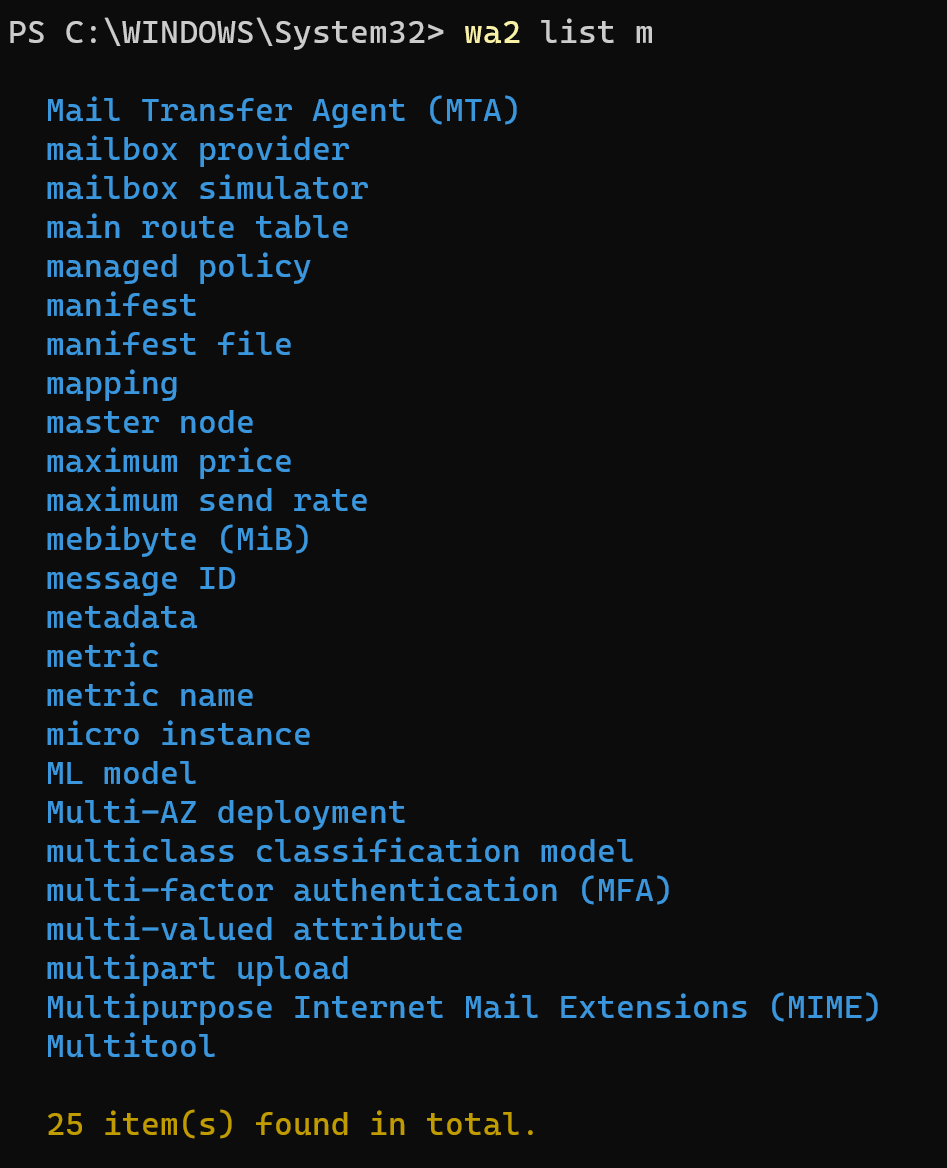 PS C:\WINDOWS\System32> wa2 list m
Mail Transfer Agent (MTA)
mailbox provider
mailbox simulator
main route table
managed policy
manifest
manifest file
mapping
master node
maximum price
maximum send rate
mebibyte (MiB)
message ID
metadata
metric
metric name
micro instance
ML model
Multi-AZ deployment
multiclass classification model
multi-factor authentication (MFA)
multi-valued attribute
multipart upload
Multipurpose Internet Mail Extensions (MIME)
Multitool
25 item(s) found in total.